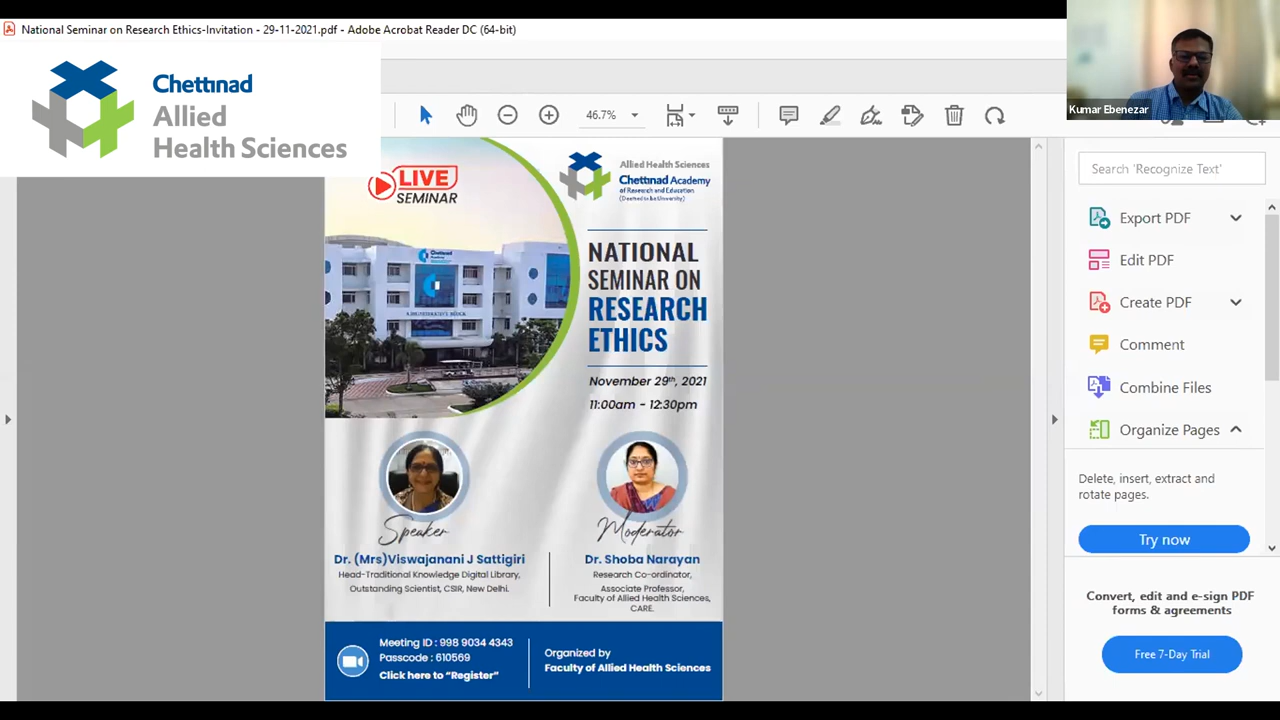 National Seminar on Research Ethics-Invitation - 29-11-2021.pdf - Adobe Acrobat Reader DC (64-bit)
Kumar Ebenezar
Chettinad
Allied
Health Sciences
46.7%
Search 'Recognize Text'
Export PDF
Edit PDF
Create PDF
Comment
Combine Files
Organize Pages
Delete, insert, extract and
rotate pages.
Try now
Convert, edit and e-sign PDF
forms & agreements
Free 7-Day Trial
LIVE
SEMINAR
Allied Health Sciences
Chettinad Academy
of Research and Education
(Deemed to be University)
NATIONAL
SEMINAR ON
RESEARCH
ETHICS
November 29th, 2021
11:00am - 12:30pm
Chettinad
Academy
Speaker
Dr. (Mrs)Viswajanani J Sattigiri
Head-Traditional Knowledge Digital Library,
Outstanding Scientist, CSIR, New Delhi.
Moderator
Dr. Shoba Narayan
Research Co-ordinator,
Associate Professor,
Faculty of Allied Health Sciences,
CARE.
Meeting ID : 998 9034 4343
Passcode : 610569
Click here to "Register"
Organized by
Faculty of Allied Health Sciences